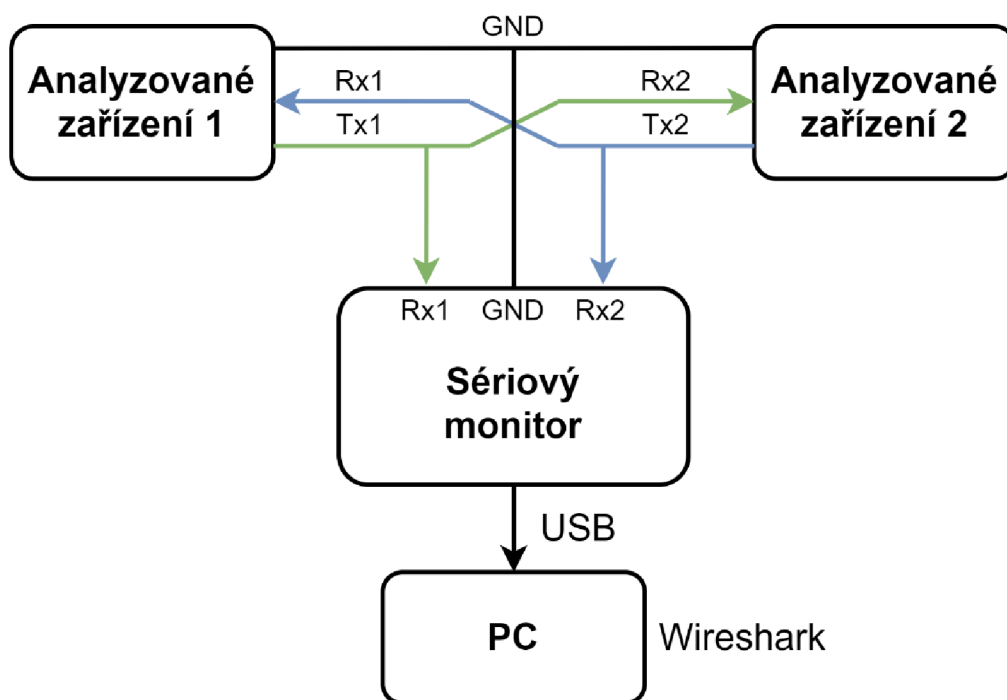 GND
Analyzované
zařízení 1
Rx1
Tx1
Rx2
Tx2
Analyzované
zařízení 2
Rx1 GND Rx2
Sériový
monitor
USB
PC
Wireshark